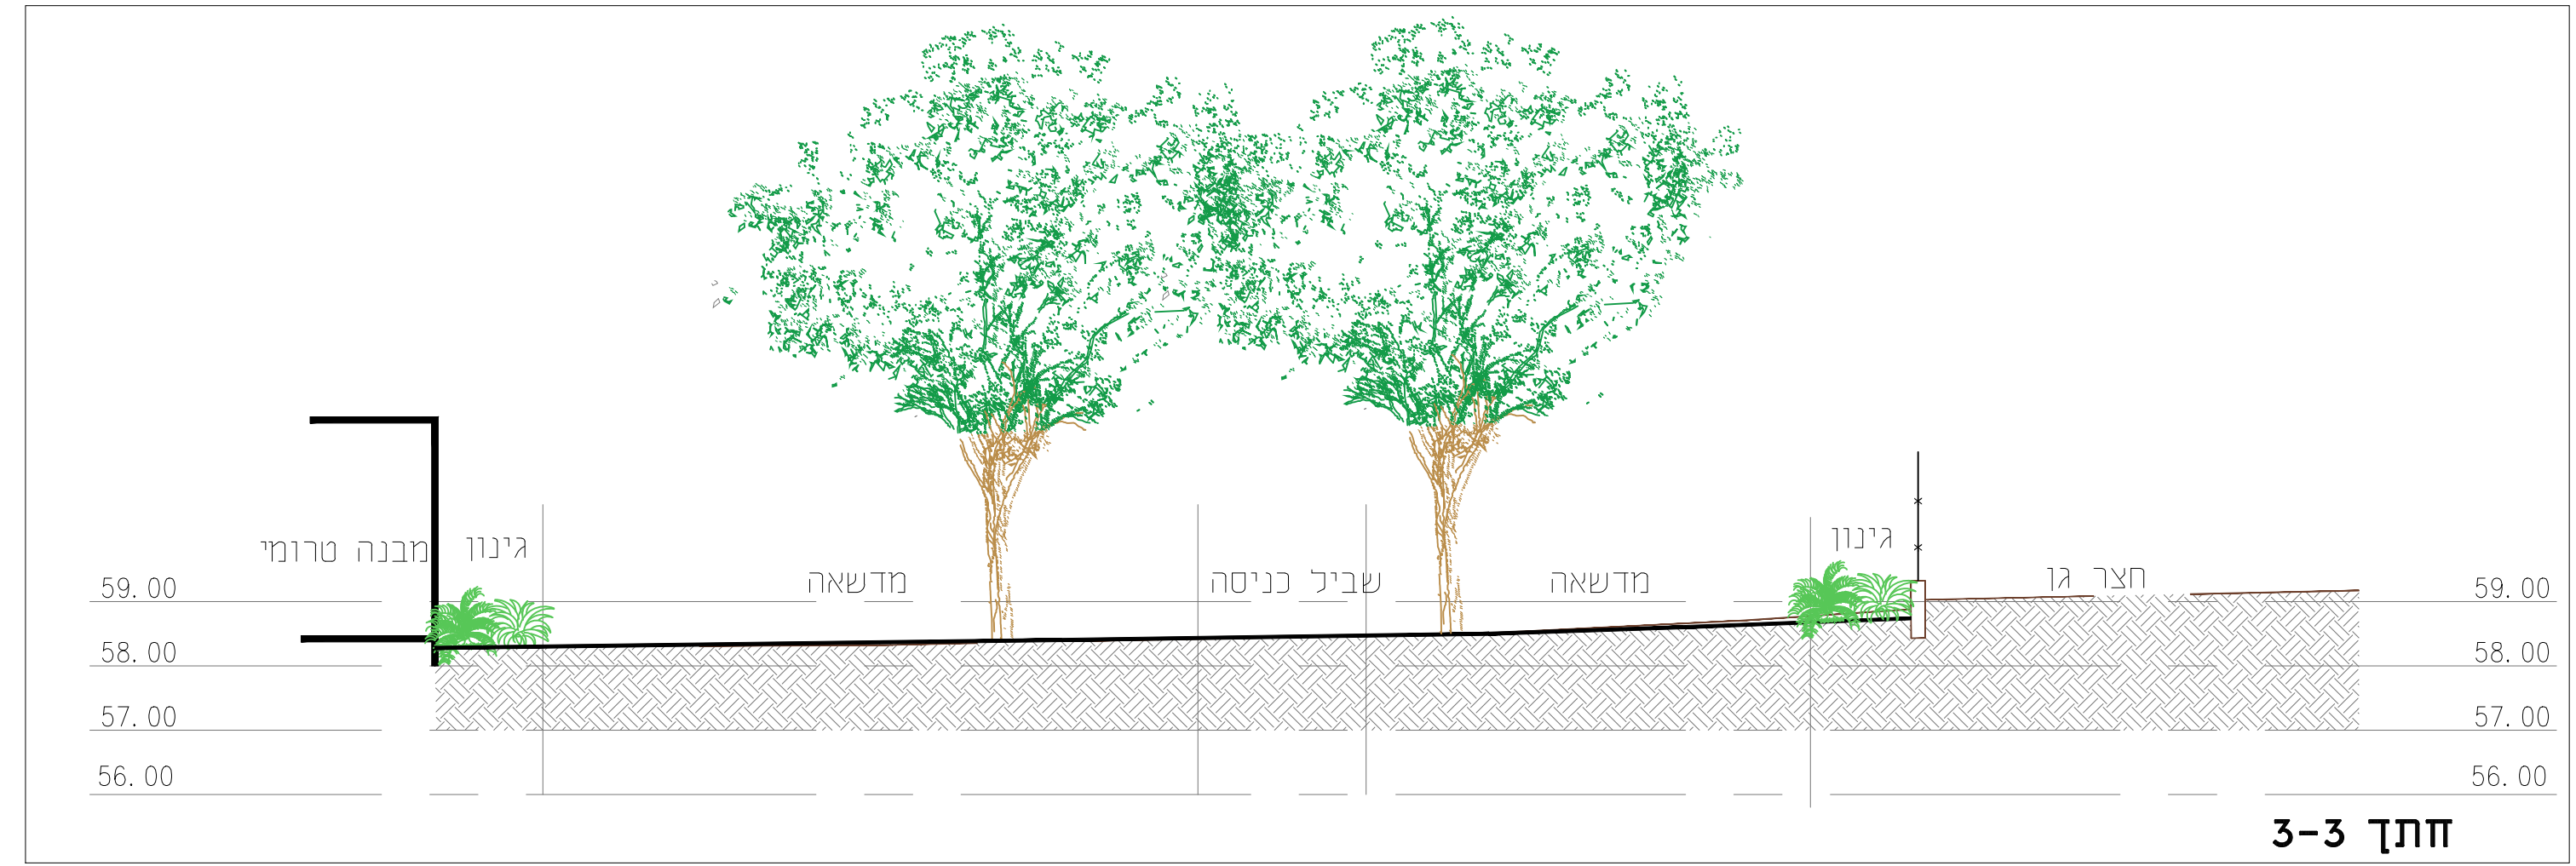 גינון
גינון
מבנה טרומי
חצר גן
מדשאה
שביל כניסה
מדשאה
59.00
59.00
58.00
58.00
57.00
57.00
56.00
56.00
חתך 3-3